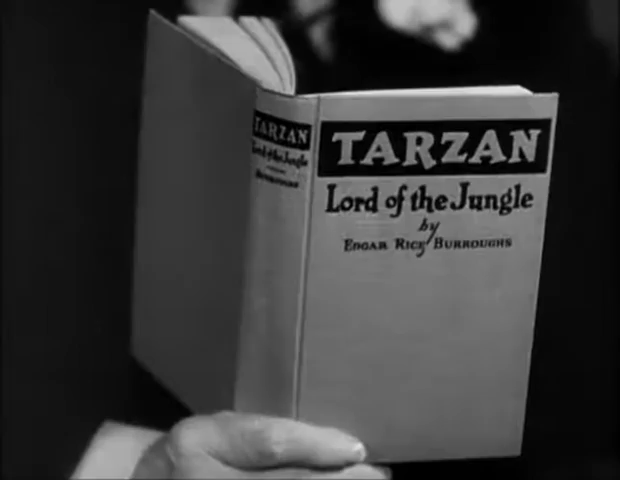 TARZAN
Lord of the Jungle
BURROUGHS
TARZAN
Lord of the Jungle
by
EDGAR RICE BURROUGHS